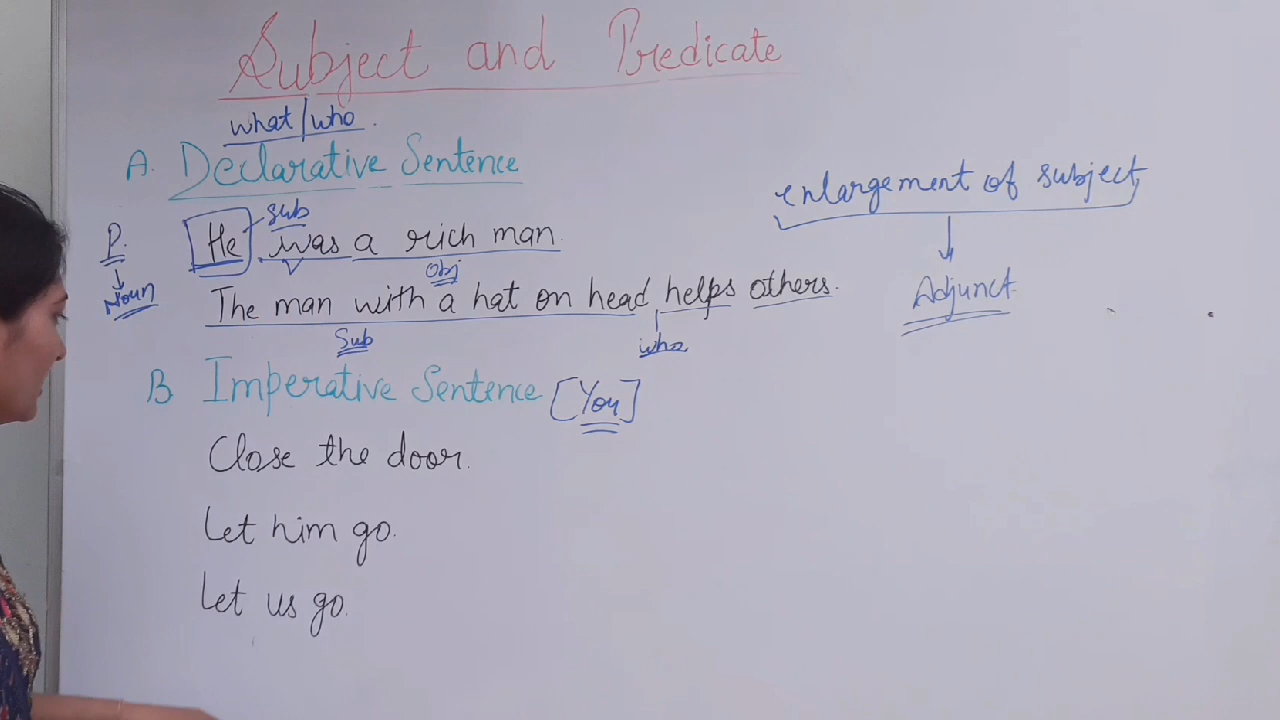 Subject and Predicate
what/who.
A. Declarative Sentence
enlargement of subject
Adjunct
sub
P.
Noun
He was a rich man.
V
Obj
The man with a hat on head helps others.
Sub
who
B Imperative Sentence [You]
Close the door.
Let him go.
Let us go.